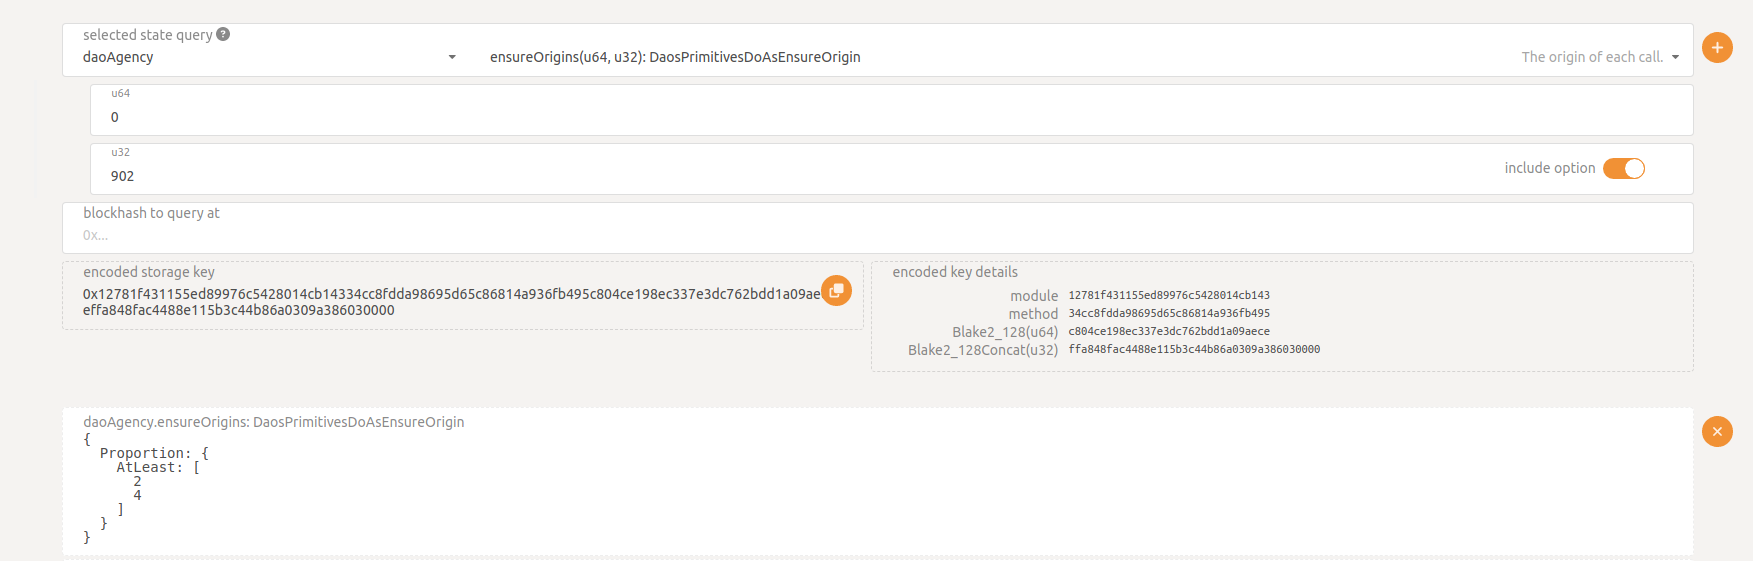 selected state query ?
daoAgency
ensureOrigins(u64, u32): DaosPrimitivesDoAsEnsureOrigin
The origin of each call.
u64
0
u32
902
include option
blockhash to query at
0x...
encoded storage key
0x12781f431155ed89976c5428014cb14334cc8fdda98695d65c86814a936fb495c804ce198ec337e3dc762bdd1a09ae
effa848fac4488e115b3c44b86a0309a386030000
encoded key details
module 12781f431155ed89976c5428014cb143
method 34cc8fdda98695d65c86814a936fb495
Blake2_128(u64) c804ce198ec337e3dc762bdd1a09aece
Blake2_128Concat(u32) ffa848fac4488e115b3c44b86a0309a386030000
daoAgency.ensureOrigins: DaosPrimitivesDoAsEnsureOrigin
{
Proportion: {
AtLeast: [
2
4
]
}
}